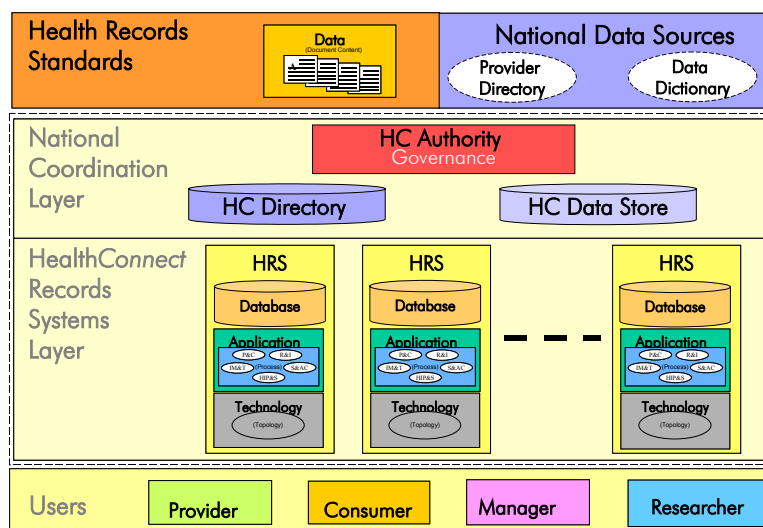 Health Records
Standards
Data
(Document Content)
National Data Sources
Provider
Directory
Data
Dictionary
National
Coordination
Layer
HC Authority
Governance
HC Directory
HC Data Store
HealthConnect
Records
Systems
Layer
HRS
Database
Application
P&C
R&I
IM&T
(Process)
S&AC
HIP&S
Technology
(Topology)
HRS
Database
Application
P&C
R&I
IM&T
(Process)
S&AC
HIP&S
Technology
(Topology)
HRS
Database
Application
P&C
R&I
IM&T
(Process)
S&AC
HIP&S
Technology
(Topology)
Users
Provider
Consumer
Manager
Researcher